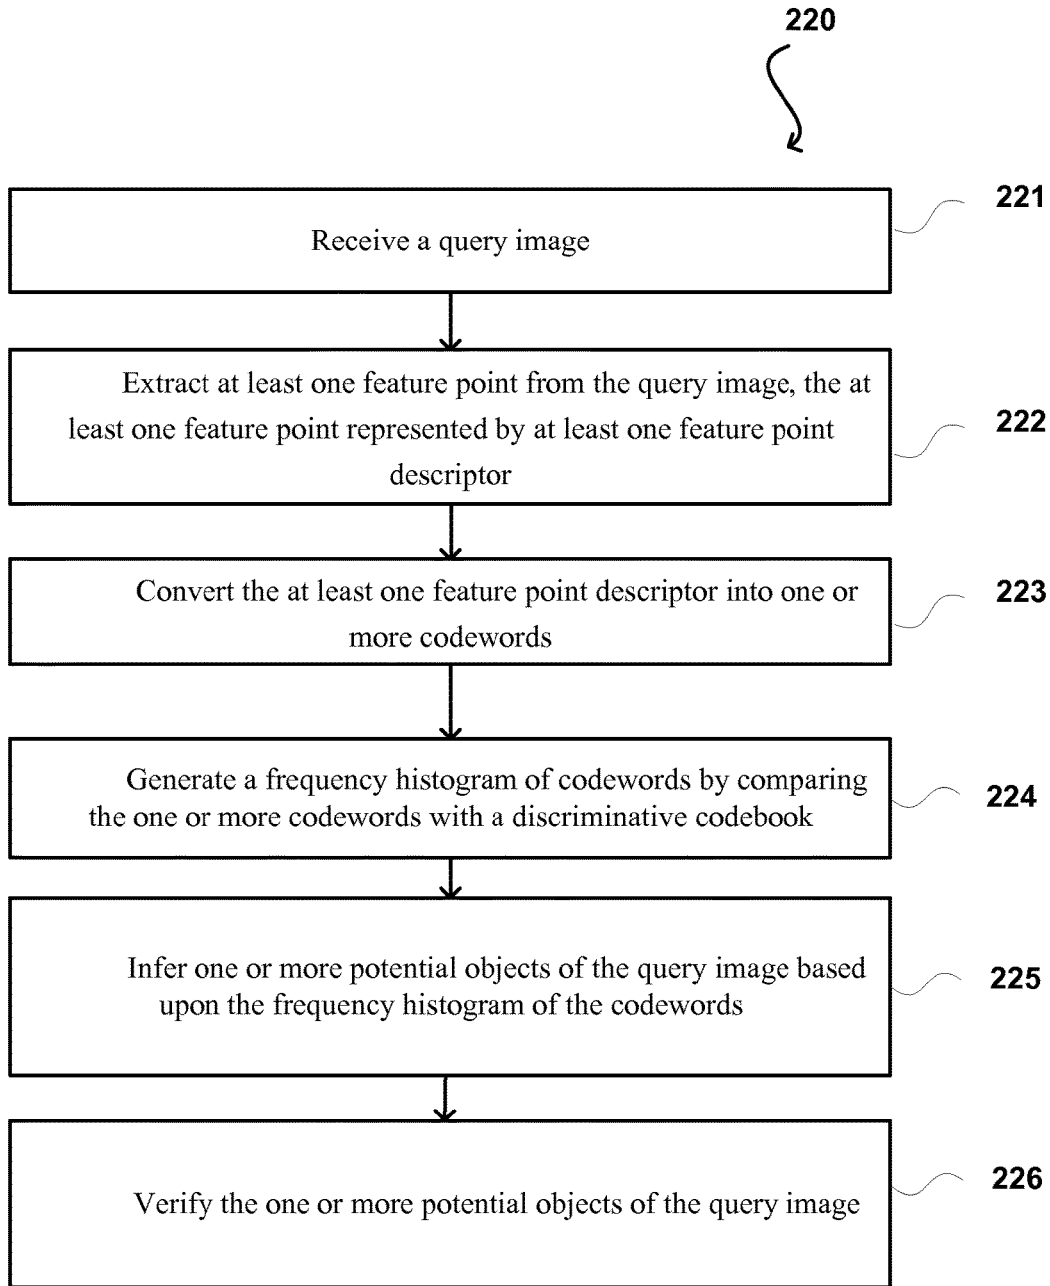 220
221
Receive a query image
Extract at least one feature point from the query image, the at
least one feature point represented by at least one feature point
descriptor
222
Convert the at least one feature point descriptor into one or
more codewords
223
Generate a frequency histogram of codewords by comparing
the one or more codewords with a discriminative codebook
224
Infer one or more potential objects of the query image based
upon the frequency histogram of the codewords
225
Verify the one or more potential objects of the query image
226